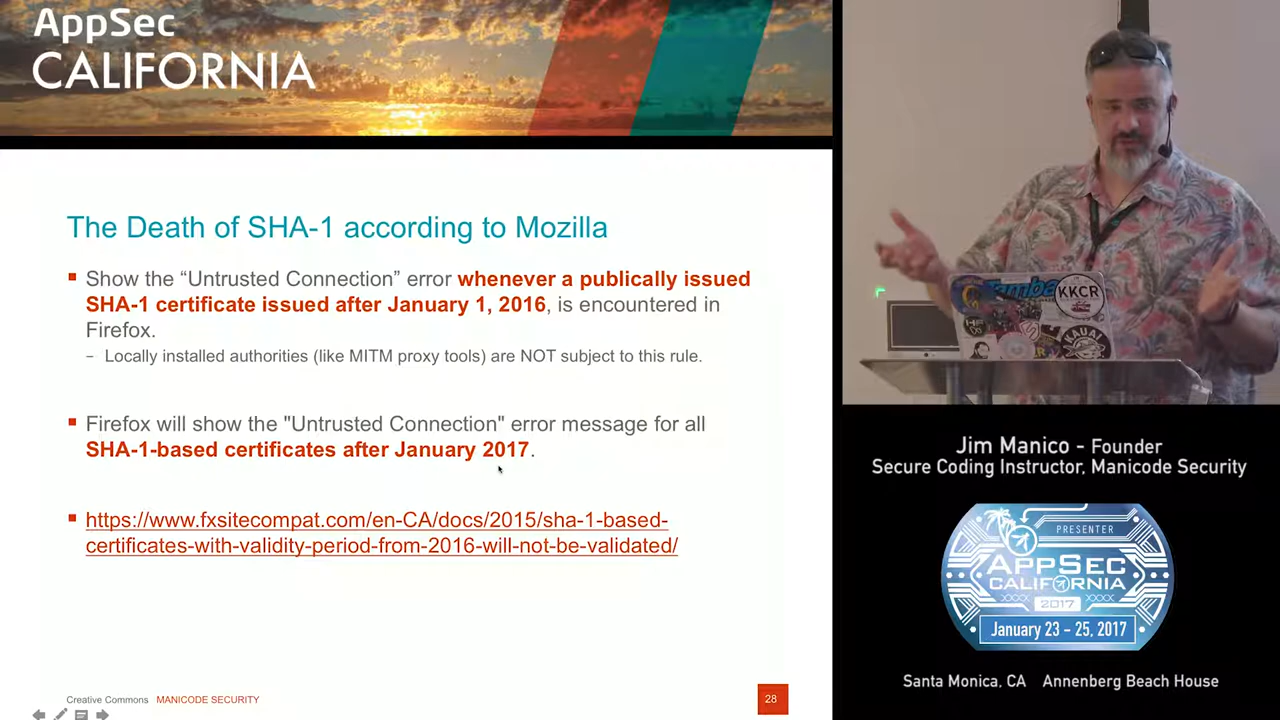 AppSec
CALIFORNIA
The Death of SHA-1 according to Mozilla
Show the “Untrusted Connection” error whenever a publically issued
SHA-1 certificate issued after January 1, 2016, is encountered in
Firefox.
– Locally installed authorities (like MITM proxy tools) are NOT subject to this rule.
Firefox will show the "Untrusted Connection" error message for all
SHA-1-based certificates after January 2017.
https://www.fxsitecompat.com/en-CA/docs/2015/sha-1-based-
certificates-with-validity-period-from-2016-will-not-be-validated/
Creative Commons MANICODE SECURITY
28
KKCR
KAUAI
Jim Manico - Founder
Secure Coding Instructor, Manicode Security
PRESENTER
APPSEC
CALIFORNIA
2017
January 23 - 25, 2017
Santa Monica, CA Annenberg Beach House